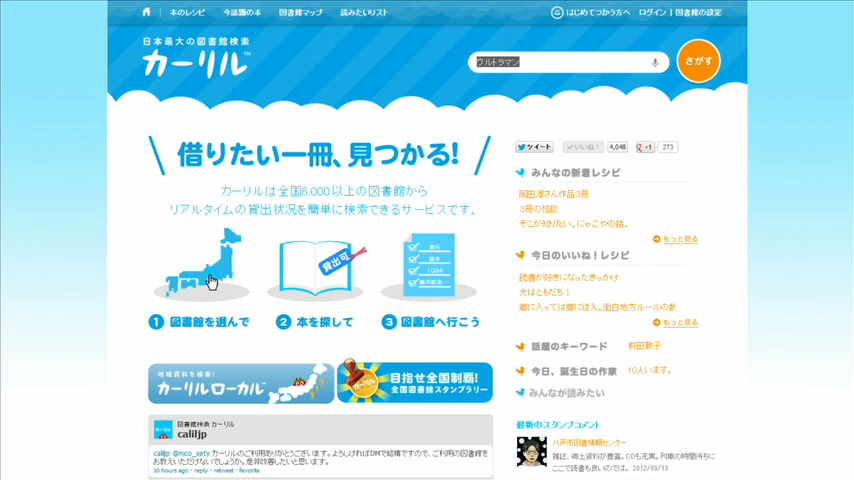 本のレシピ 今話題の本 図書館マップ 読みたいリスト
はじめてつかう方へ ログイン | 図書館の設定
日本最大の図書館検索
カーリル™
ウルトラマン
さがす
借りたい一冊、見つかる!
カーリルは全国6,000以上の図書館から
リアルタイムの貸出状況を簡単に検索できるサービスです。
貸出可
1Q84
1 図書館を選んで
2 本を探して
3 図書館へ行こう
地域資料を検索!
カーリルローカル™
カーリル
目指せ全国制覇!
全国図書館スタンプラリー
図書館検索 カーリル
caliljp
caliljp @nico_sety カーリルのご利用ありがとうございます。よろしければDMで結構ですので、ご利用の図書館を
お教えいただけないでしょうか。是非改善したいと思います。
18 hours ago · reply · retweet · favorite
ツイート
いいね! 4,048
+1 273
みんなの新着レシピ
岡田淳さん作品3冊
3冊の怪談
そこが知りたい。にゃごやの話。
もっと見る
今日のいいね!レシピ
読書が好きになったきっかけ
犬はともだち!
郷に入っては郷に従え。面白地方ルールのあ
もっと見る
話題のキーワード 前田敦子
今日、誕生日の作家 10人います。
みんなが読みたい
最新のスタンプコメント
八戸市図書情報センター
雑誌、郷土資料が豊富。CDも充実。列車の時間待ちに
ここで読書も良いのでは。 2012/09/13